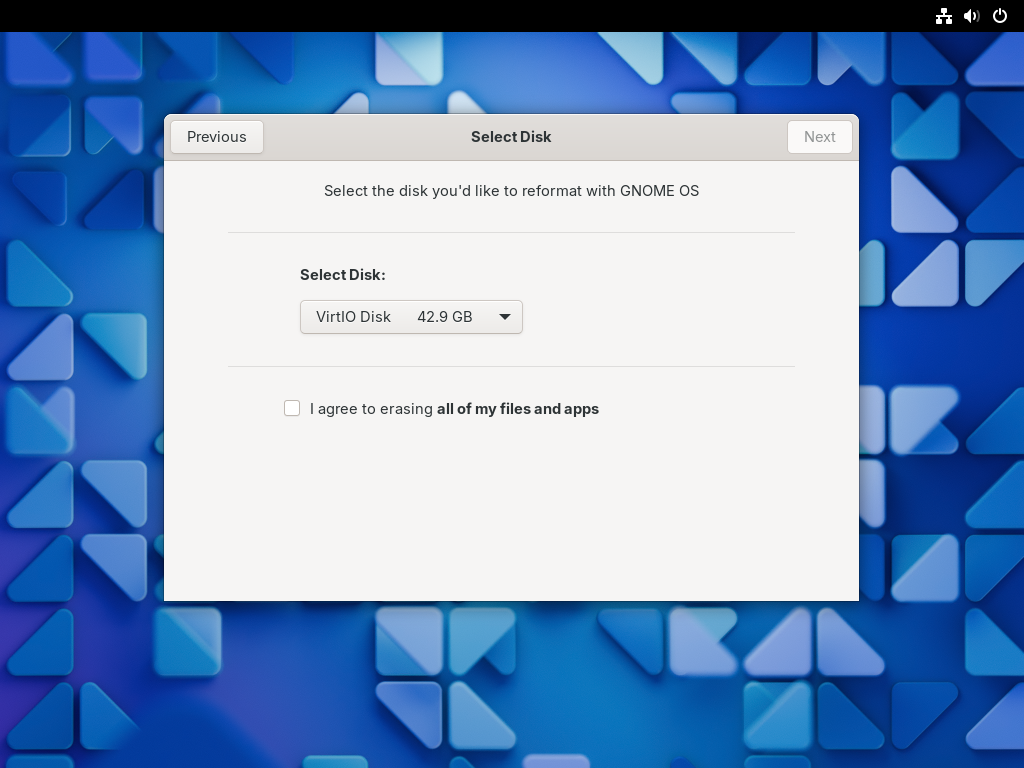 Previous
Select Disk
Next
Select the disk you'd like to reformat with GNOME OS
Select Disk:
VirtIO Disk 42.9 GB
I agree to erasing all of my files and apps